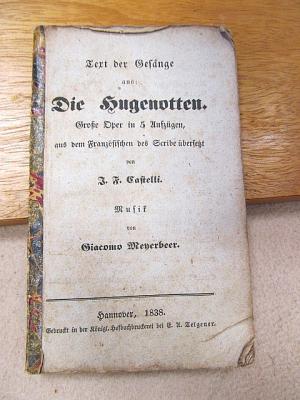 Text der Gesänge
aus:
Die Hugenotten.
Große Oper in 5 Aufzügen,
aus dem Französischen des Scribe übersetzt
von
J. F. Castelli.
Musik
von
Giacomo Meyerbeer.
Hannover, 1838.
Gedruckt in der Königl. Hofbuchdruckerei bei E. A. Telgener.